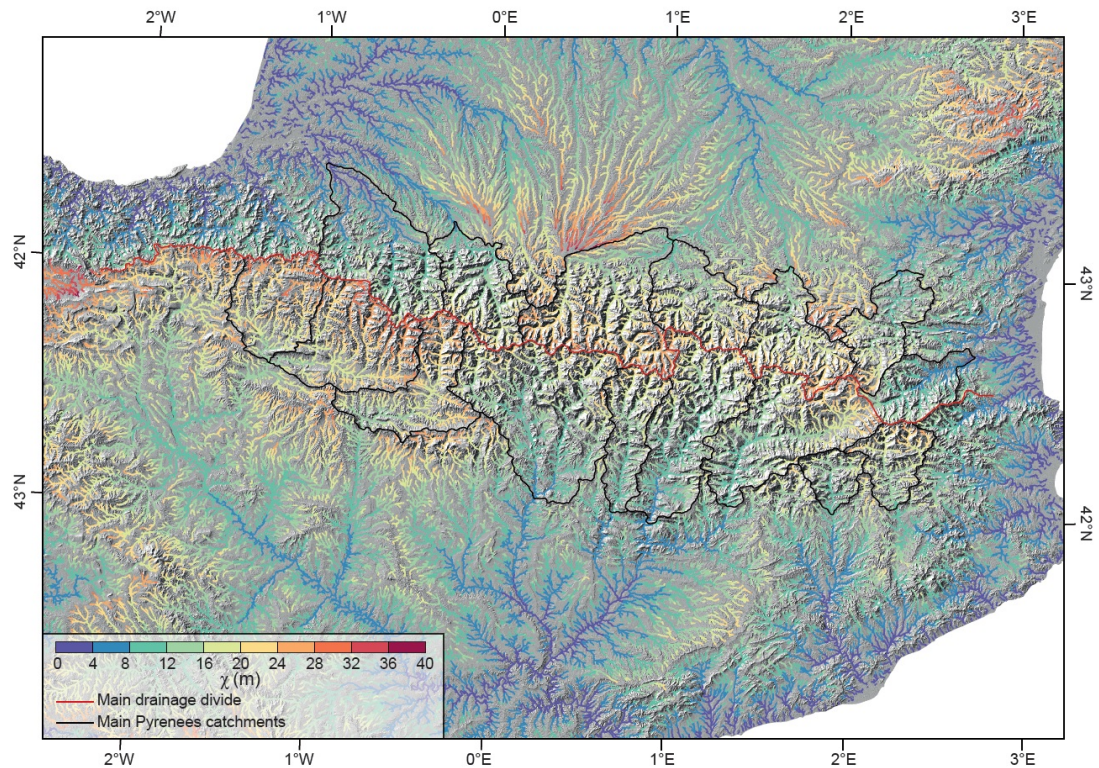 2°W 1°W 0°E 1°E 2°E 3°E
42°N
43°N
43°N
42°N
0 4 8 12 16 20 24 28 32 36 40
χ (m)
Main drainage divide
Main Pyrenees catchments
2°W 1°W 0°E 1°E 2°E 3°E